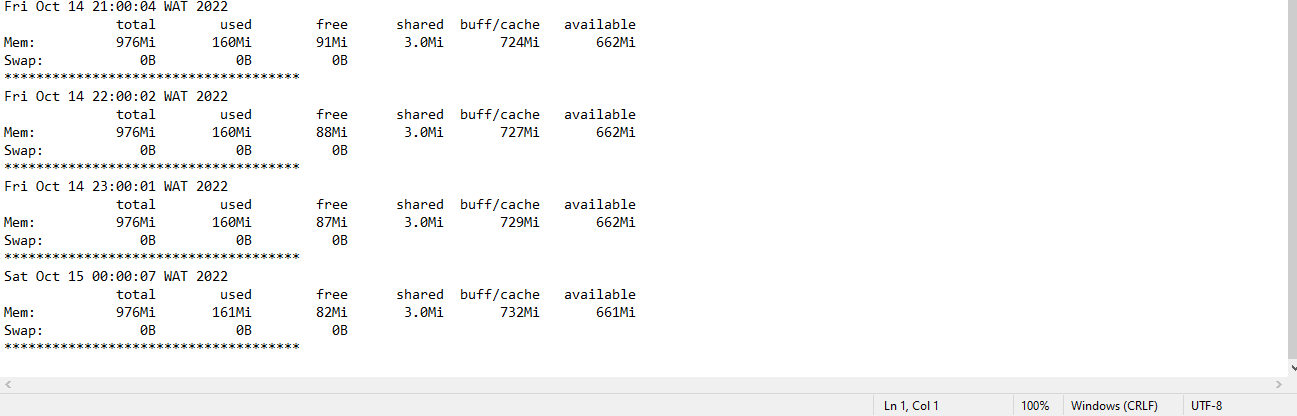 Fri Oct 14 21:00:04 WAT 2022
              total        used        free      shared  buff/cache   available
Mem:          976Mi       160Mi        91Mi       3.0Mi       724Mi       662Mi
Swap:            0B          0B          0B
*************************************
Fri Oct 14 22:00:02 WAT 2022
              total        used        free      shared  buff/cache   available
Mem:          976Mi       160Mi        88Mi       3.0Mi       727Mi       662Mi
Swap:            0B          0B          0B
*************************************
Fri Oct 14 23:00:01 WAT 2022
              total        used        free      shared  buff/cache   available
Mem:          976Mi       160Mi        87Mi       3.0Mi       729Mi       662Mi
Swap:            0B          0B          0B
*************************************
Sat Oct 15 00:00:07 WAT 2022
              total        used        free      shared  buff/cache   available
Mem:          976Mi       161Mi        82Mi       3.0Mi       732Mi       661Mi
Swap:            0B          0B          0B
*************************************
Ln 1, Col 1    100%    Windows (CRLF)    UTF-8